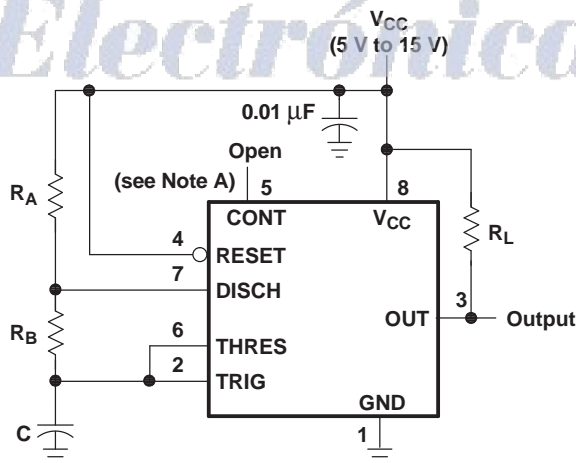 Electrónica
VCC
(5 V to 15 V)
0.01 μF
Open
(see Note A)
5
8
CONT
VCC
RA
RL
4
RESET
7
DISCH
3
OUT
Output
RB
6
THRES
2
TRIG
GND
C
1